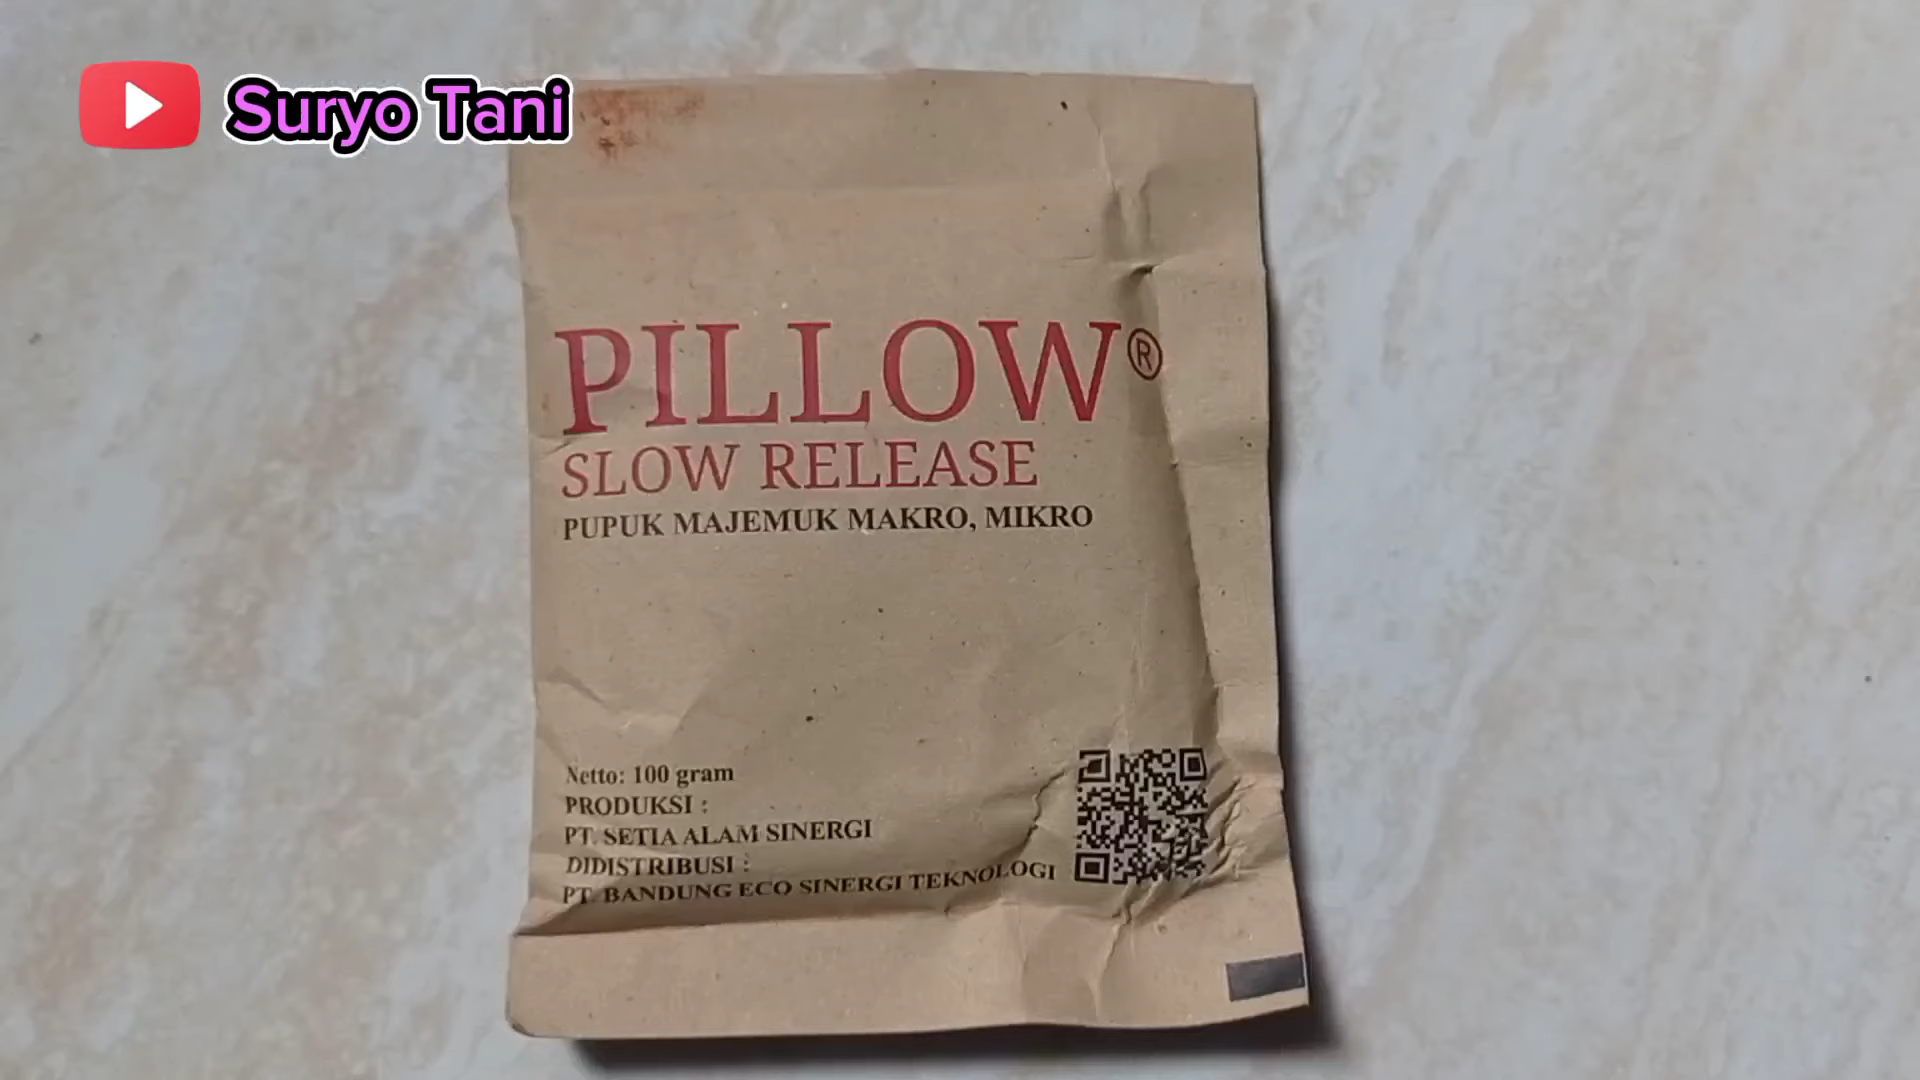 Suryo Tani
PILLOW®
SLOW RELEASE
PUPUK MAJEMUK MAKRO, MIKRO
Netto: 100 gram
PRODUKSI :
PT. SETIA ALAM SINERGI
DIDISTRIBUSI :
PT. BANDUNG ECO SINERGI TEKNOLOGI